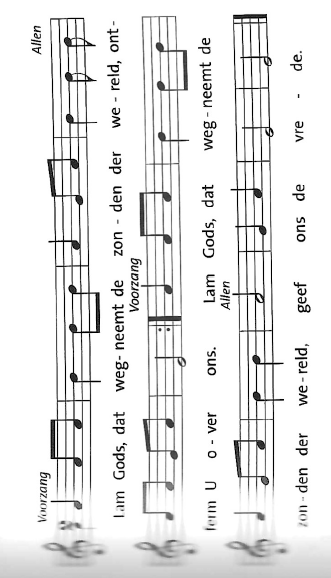 Voorzang Allen
Lam Gods, dat weg - neemt de zon - den der we - reld, ont-
Voorzang
ferm U o - ver ons. Lam Gods, dat weg - neemt de
Allen
zon - den der we - reld, geef ons de vre - de.